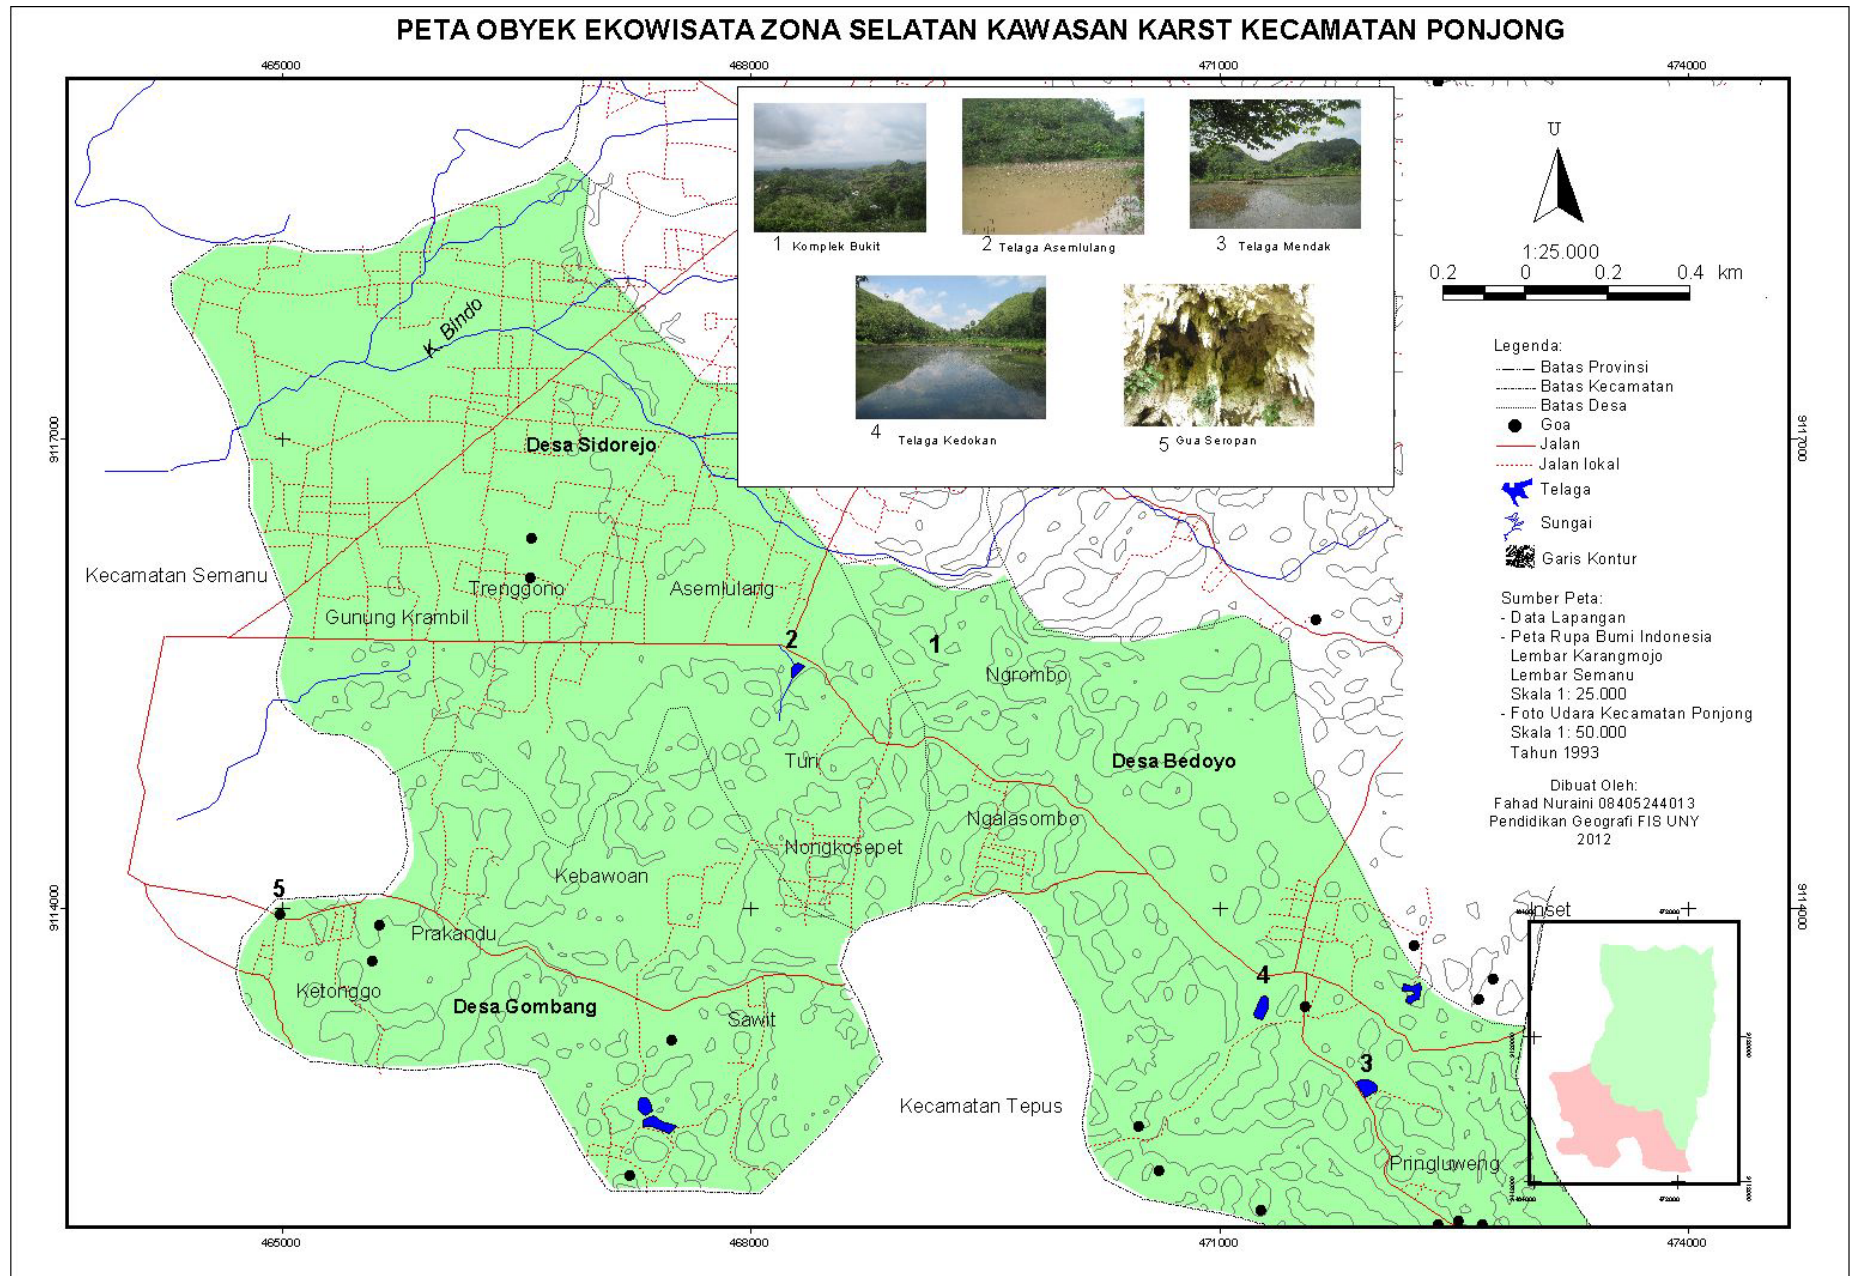 PETA OBYEK EKOWISATA ZONA SELATAN KAWASAN KARST KECAMATAN PONJONG
465000
468000
471000
474000
1 Komplek Bukit
2 Telaga Asemlulang
3 Telaga Mendak
4 Telaga Kedokan
5 Gua Seropan
U
1:25.000
0.2 0 0.2 0.4 km
Legenda:
Batas Provinsi
Batas Kecamatan
Batas Desa
Goa
Jalan
Jalan lokal
Telaga
Sungai
Garis Kontur
Sumber Peta:
- Data Lapangan
- Peta Rupa Bumi Indonesia
Lembar Karangmojo
Lembar Semanu
Skala 1: 25.000
- Foto Udara Kecamatan Ponjong
Skala 1: 50.000
Tahun 1993
Dibuat Oleh:
Fahad Nuraini 08405244013
Pendidikan Geografi FIS UNY
2012
9117000
9117000
K. Bindo
Desa Sidorejo
Kecamatan Semanu
Trenggono
Asemlulang
Gunung Krambil
2
1
Ngrombo
Turi
Desa Bedoyo
Ngalasombo
Nongkosepet
Kebawoan
5
9114000
9114000
Prakandu
Ketonggo
Desa Gombang
Sawit
4
3
Kecamatan Tepus
Pringluweng
Inset
472000
472000
465000
468000
471000
474000